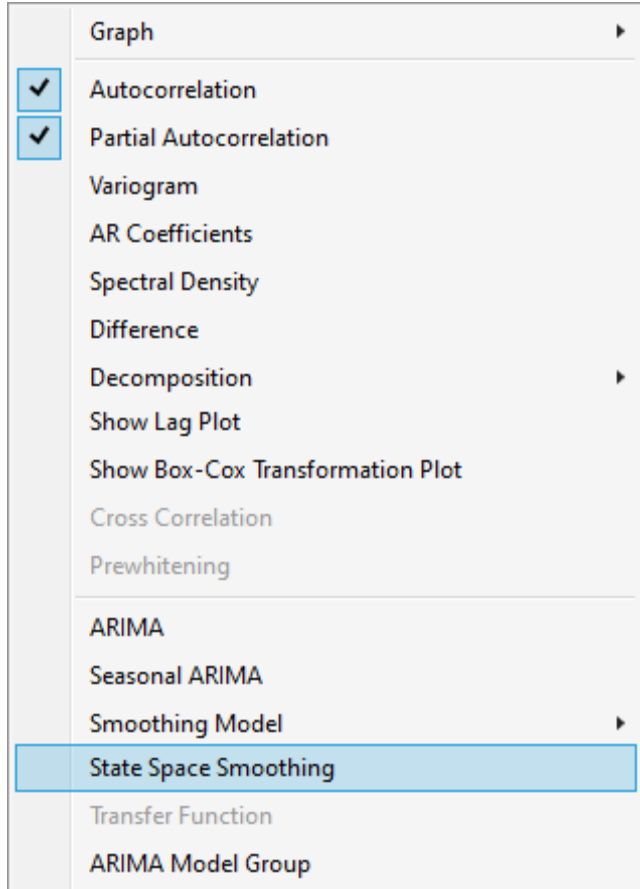 Graph
Autocorrelation
Partial Autocorrelation
Variogram
AR Coefficients
Spectral Density
Difference
Decomposition
Show Lag Plot
Show Box-Cox Transformation Plot
Cross Correlation
Prewhitening
ARIMA
Seasonal ARIMA
Smoothing Model
State Space Smoothing
Transfer Function
ARIMA Model Group